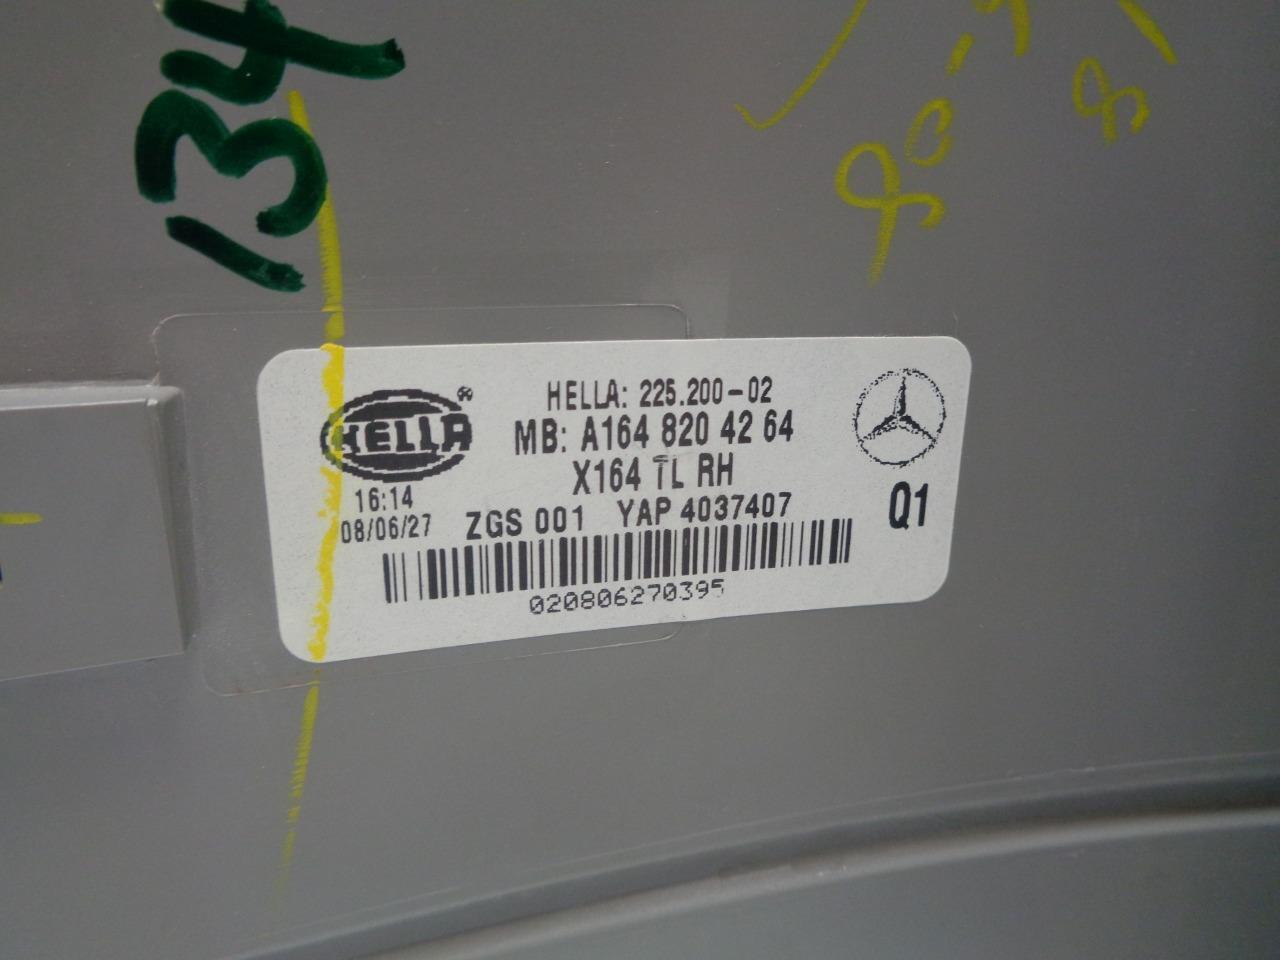 134
HELLA
HELLA: 225.200-02
MB: A164 820 42 64
X164 TL RH
16:14
08/06/27
ZGS 001 YAP 4037407
Q1
020806270395